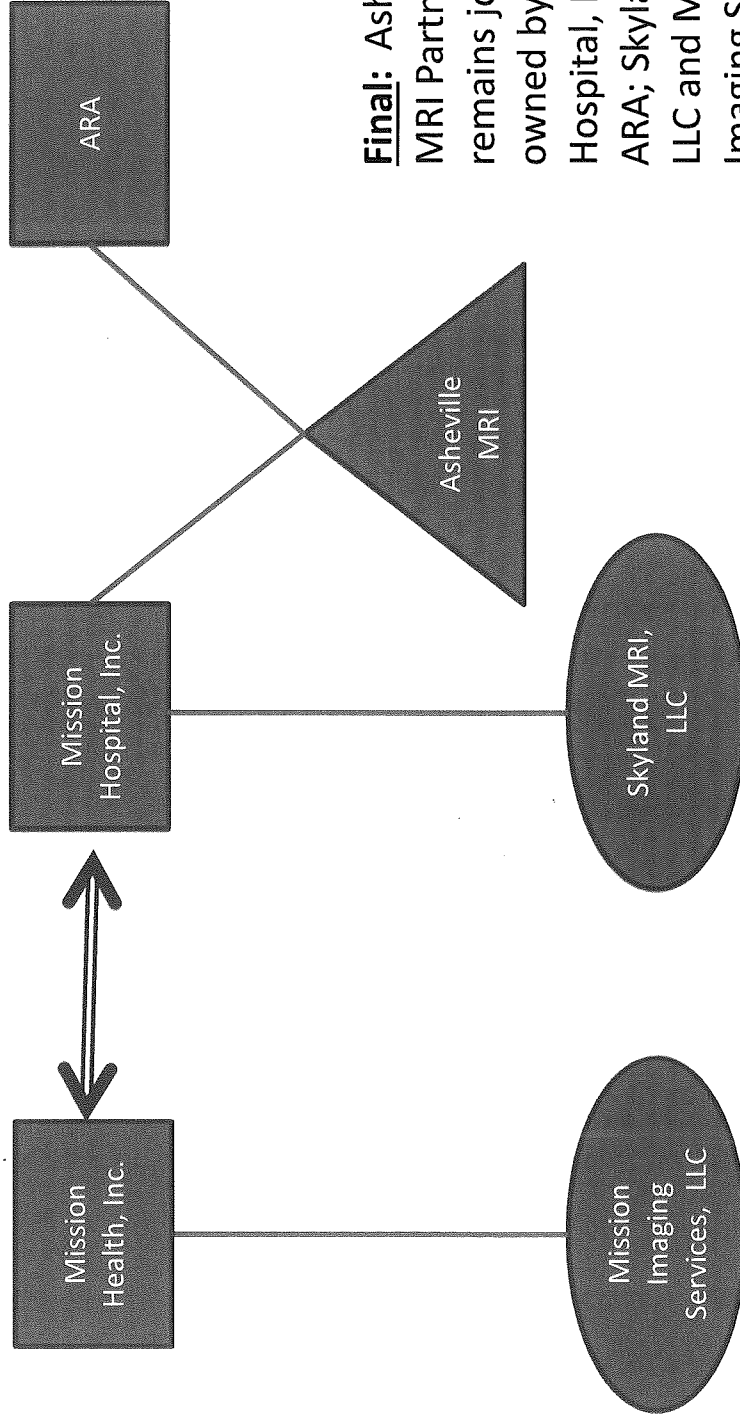 Mission
Health, Inc.
Mission
Hospital, Inc.
ARA
Asheville
MRI
Mission
Imaging
Services, LLC
Skyland MRI,
LLC
Final: Ash
MRI Partn
remains jo
owned by
Hospital,
ARA; Skyla
LLC and M
Imaging S